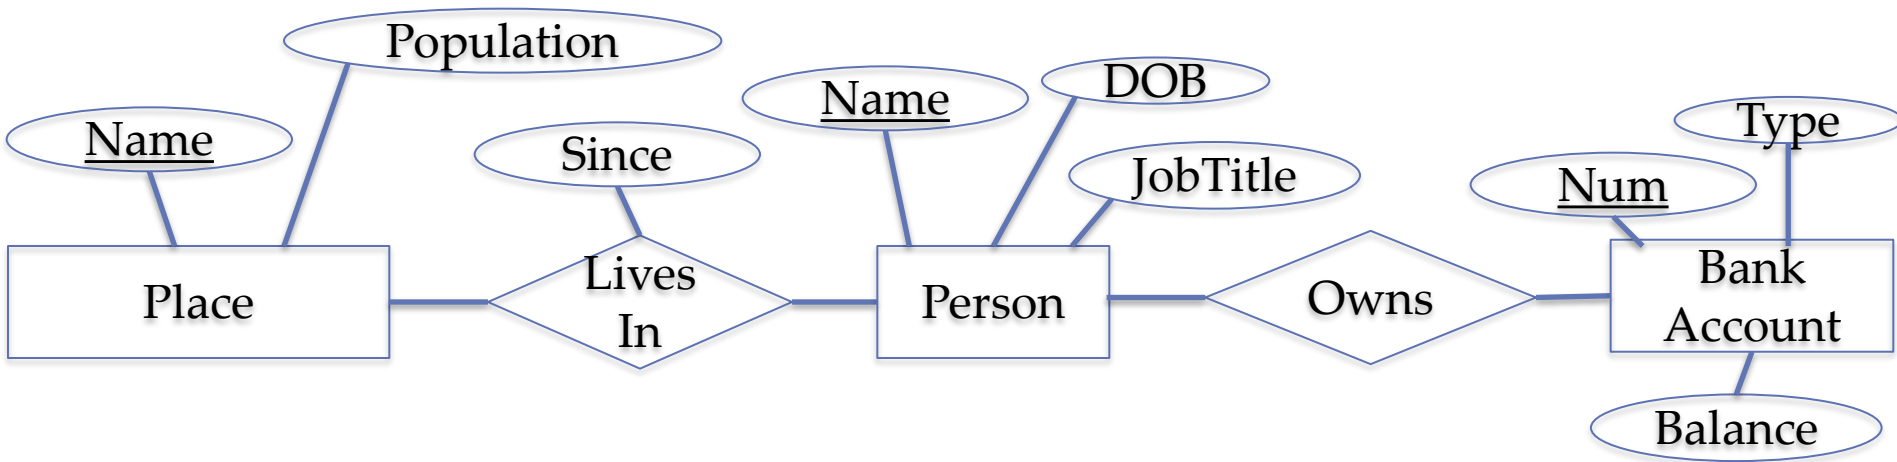 Population
Name
Since
Name
DOB
JobTitle
Type
Num
Place
Lives
In
Person
Owns
Bank
Account
Balance